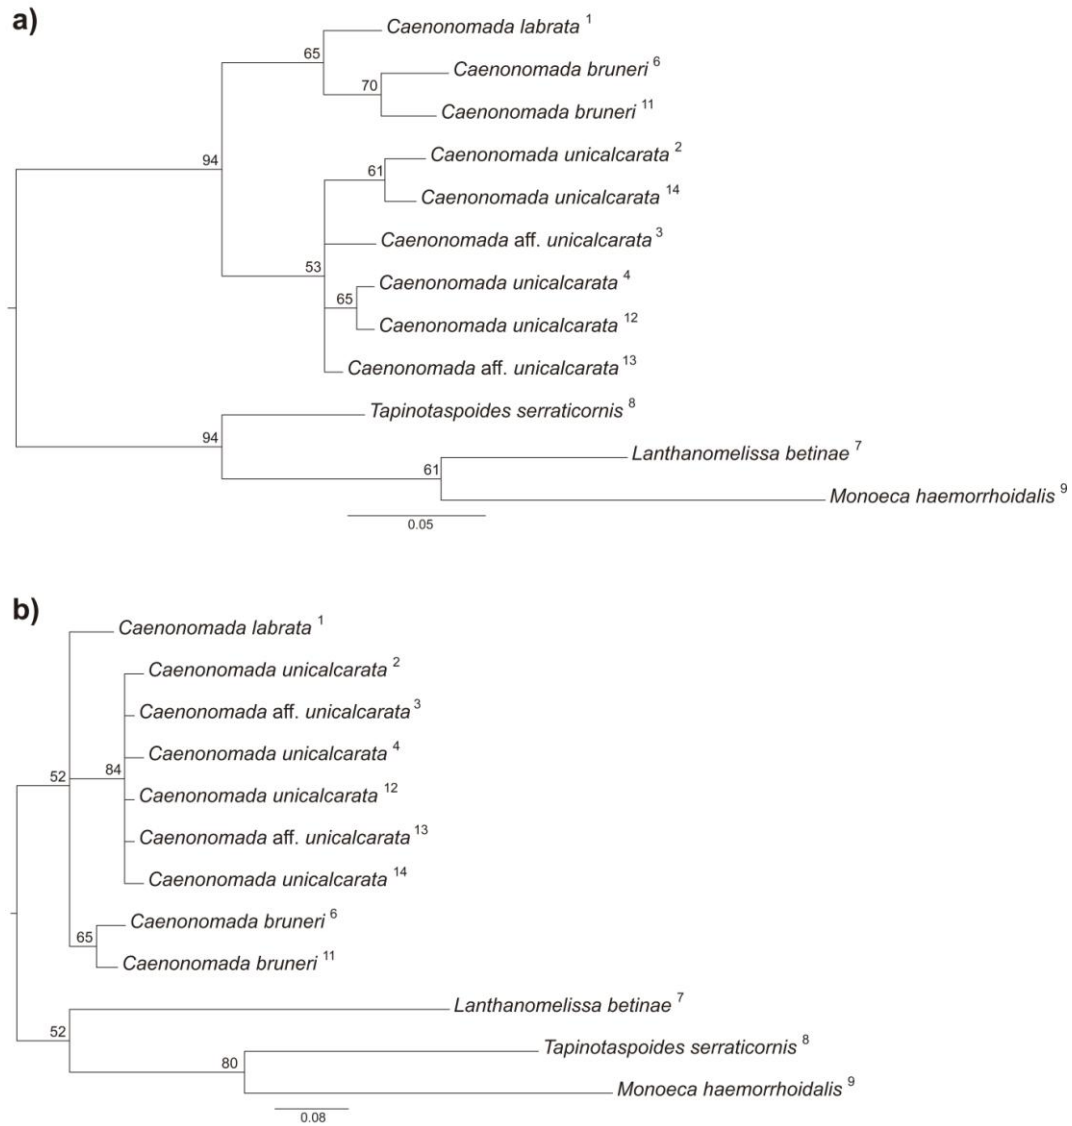 a)
Caenonomada labrata 1
65
Caenonomada bruneri 6
70
Caenonomada bruneri 11
Caenonomada unicalcarata 2
94
61
Caenonomada unicalcarata 14
Caenonomada aff. unicalcarata 3
53
Caenonomada unicalcarata 4
65
Caenonomada unicalcarata 12
Caenonomada aff. unicalcarata 13
Tapinotaspoides serraticornis 8
94
Lanthanomelissa betinae 7
61
Monoeca haemorrhoidalis 9
0.05
b)
Caenonomada labrata 1
Caenonomada unicalcarata 2
Caenonomada aff. unicalcarata 3
Caenonomada unicalcarata 4
52
84
Caenonomada unicalcarata 12
Caenonomada aff. unicalcarata 13
Caenonomada unicalcarata 14
Caenonomada bruneri 6
65
Caenonomada bruneri 11
Lanthanomelissa betinae 7
52
Tapinotaspoides serraticornis 8
80
Monoeca haemorrhoidalis 9
0.08